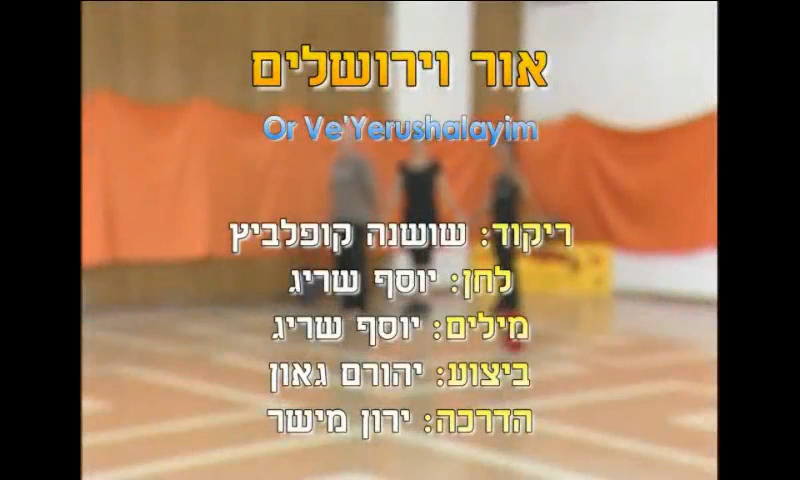 אור וירושלים
Or Ve'Yerushalayim
ריקוד: שושנה קופלביץ
לחן: יוסף שריג
מילים: יוסף שריג
ביצוע: יהורם גאון
הדרכה: ירון מישר